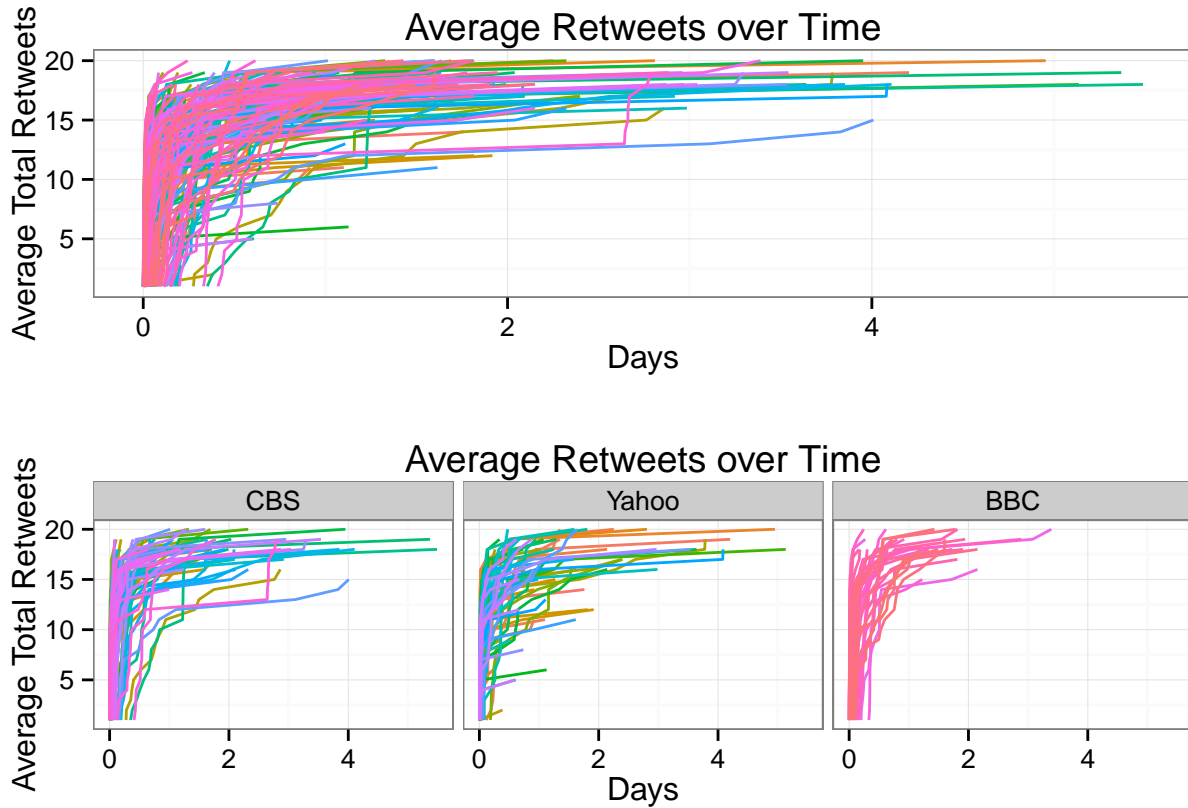 Average Retweets over Time
Average Total Retweets
20
15
10
5
0 2 4
Days
Average Retweets over Time
CBS Yahoo BBC
Average Total Retweets
20
15
10
5
0 2 4 0 2 4 0 2 4
Days